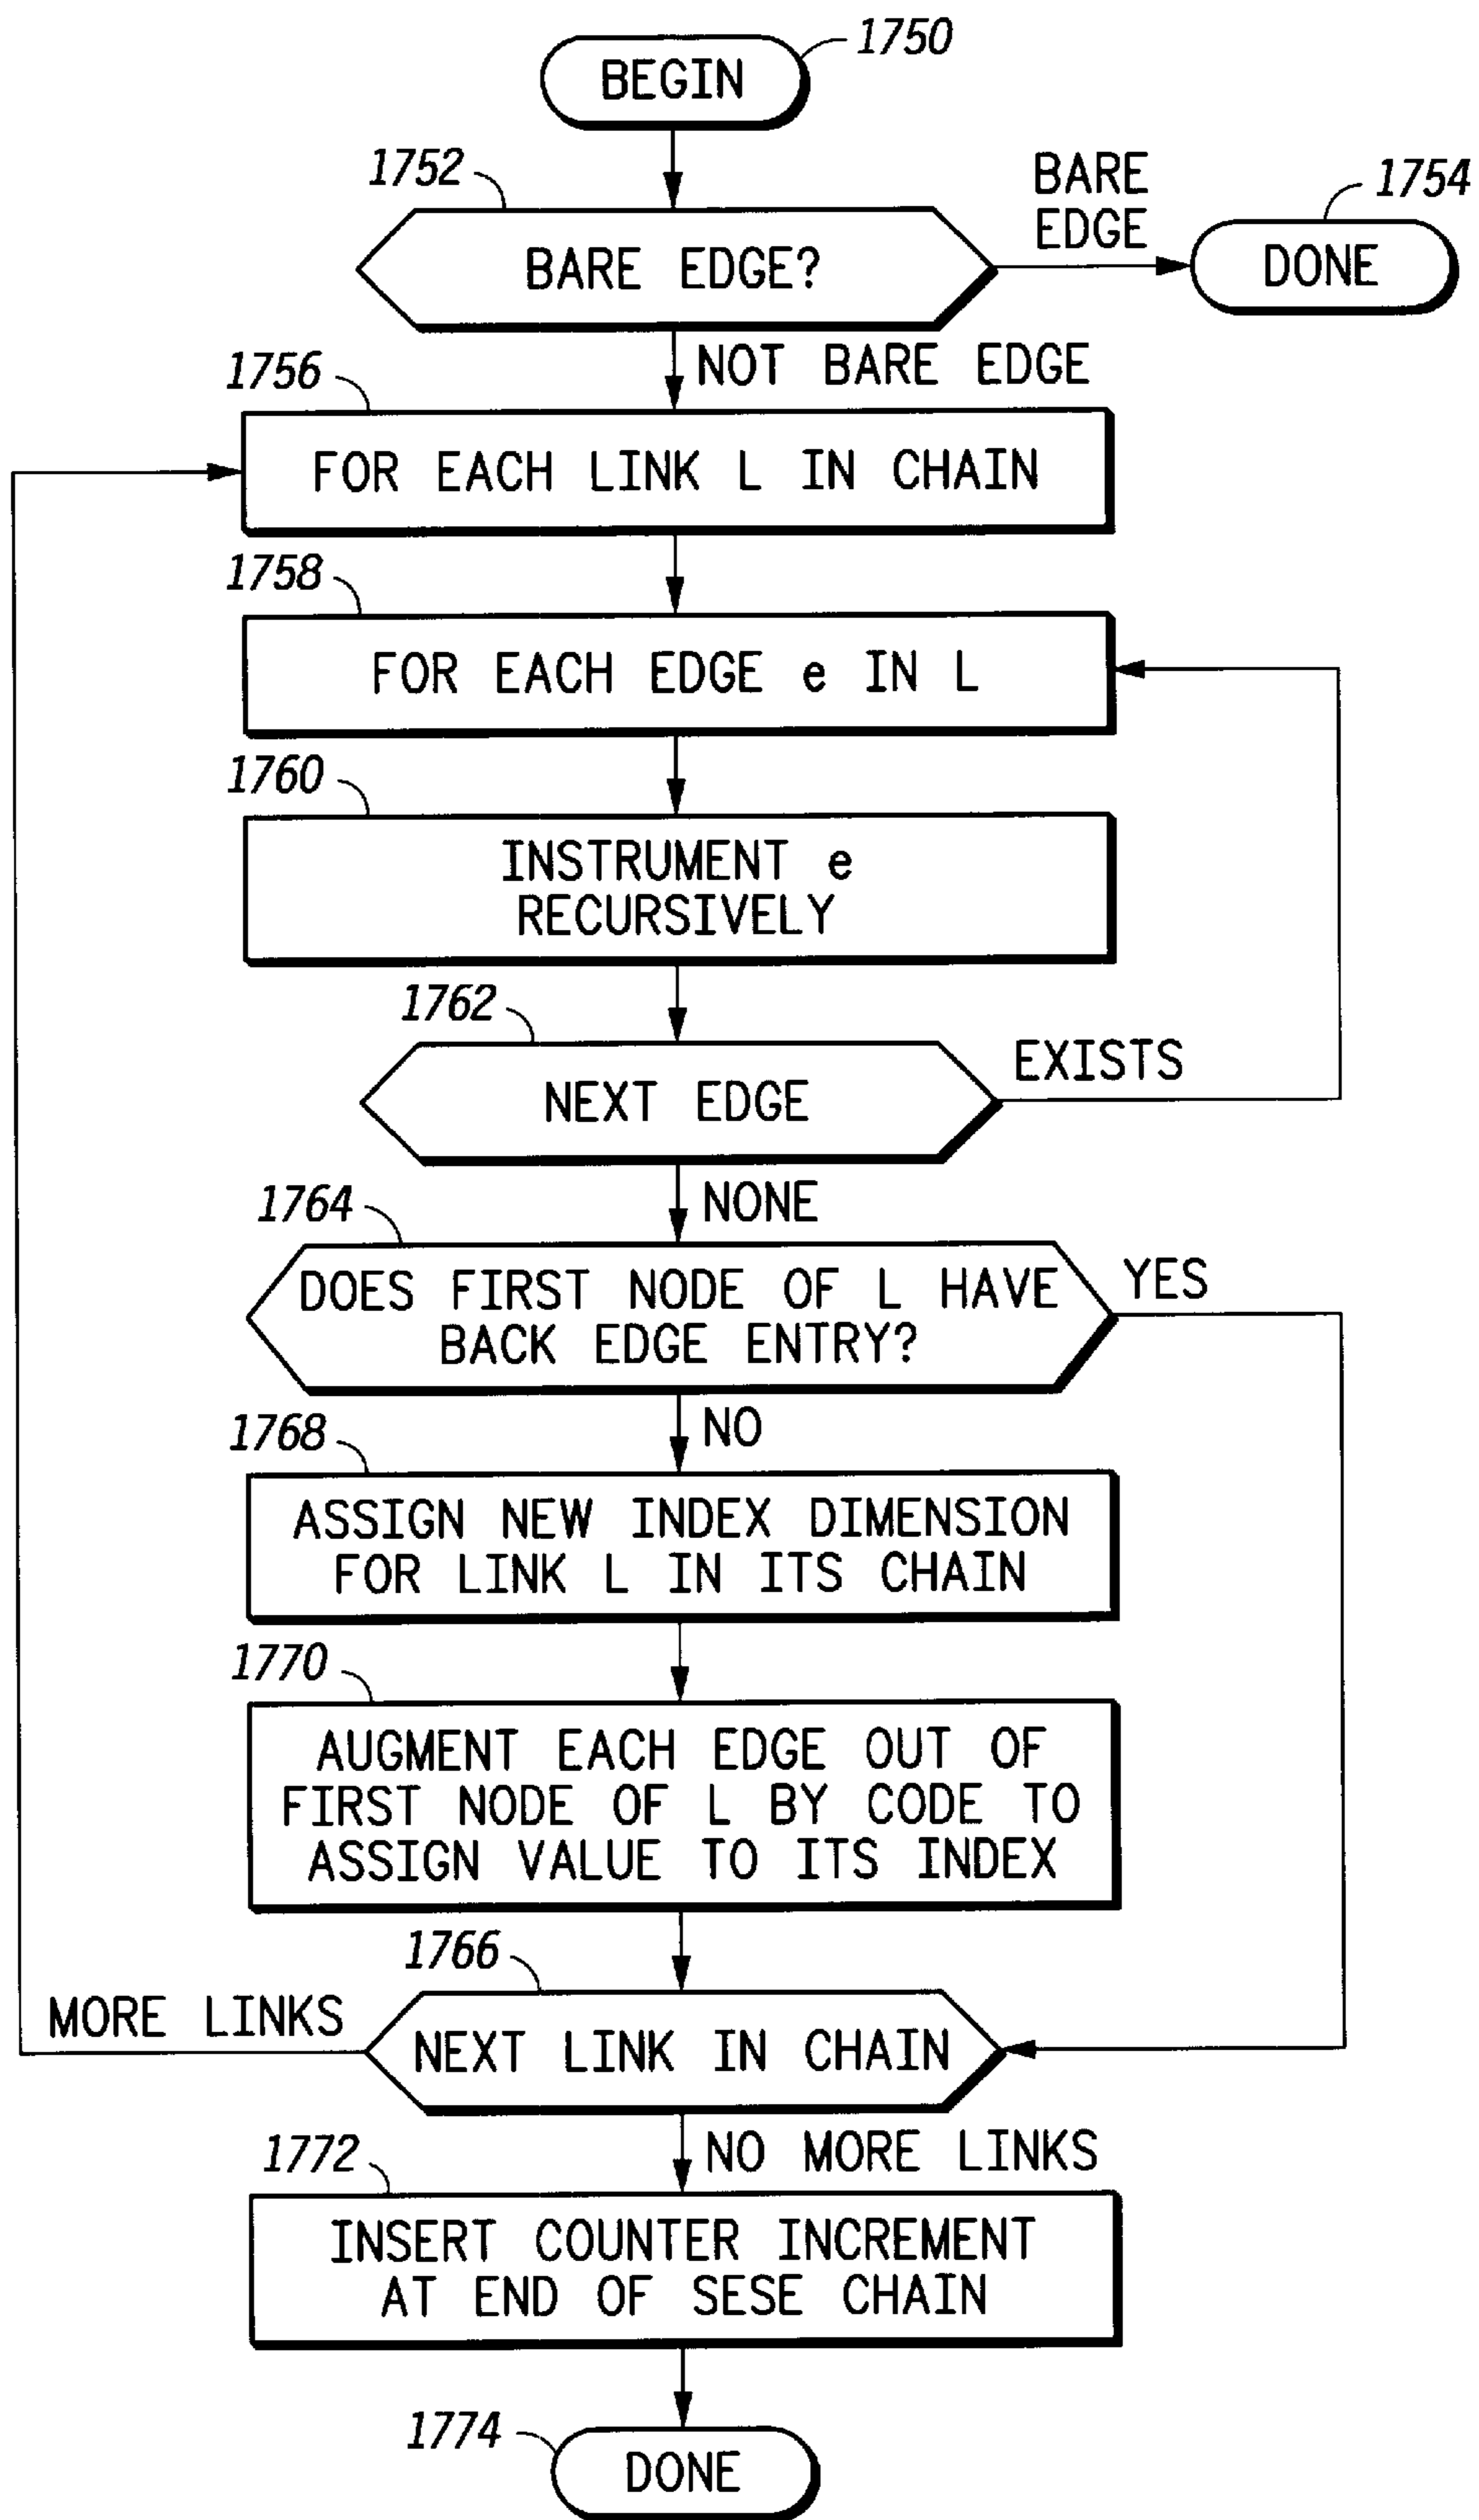 1750
BEGIN
1752
BARE
EDGE
1754
BARE EDGE?
DONE
NOT BARE EDGE
1756
FOR EACH LINK L IN CHAIN
1758
FOR EACH EDGE e IN L
1760
INSTRUMENT e
RECURSIVELY
1762
NEXT EDGE
EXISTS
NONE
1764
DOES FIRST NODE OF L HAVE
BACK EDGE ENTRY?
YES
NO
1768
ASSIGN NEW INDEX DIMENSION
FOR LINK L IN ITS CHAIN
1770
AUGMENT EACH EDGE OUT OF
FIRST NODE OF L BY CODE TO
ASSIGN VALUE TO ITS INDEX
1766
MORE LINKS
NEXT LINK IN CHAIN
NO MORE LINKS
1772
INSERT COUNTER INCREMENT
AT END OF SESE CHAIN
1774
DONE